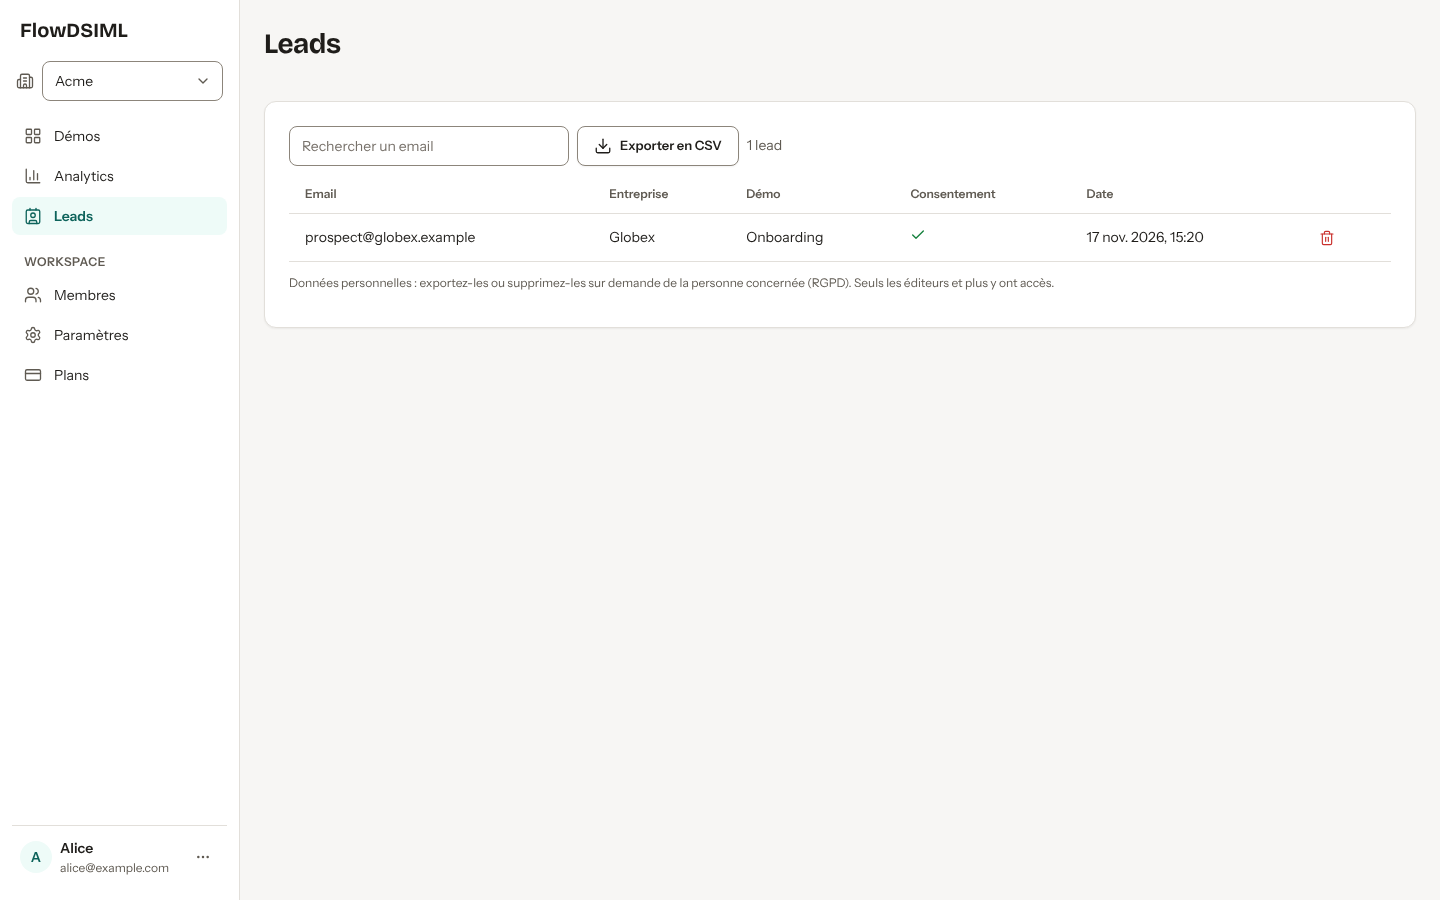 FlowDSIML
Acme
Démos
Analytics
Leads
WORKSPACE
Membres
Paramètres
Plans
A
Alice
alice@example.com
Leads
Rechercher un email
Exporter en CSV
1 lead
Email Entreprise Démo Consentement Date
prospect@globex.example Globex Onboarding 17 nov. 2026, 15:20
Données personnelles : exportez-les ou supprimez-les sur demande de la personne concernée (RGPD). Seuls les éditeurs et plus y ont accès.